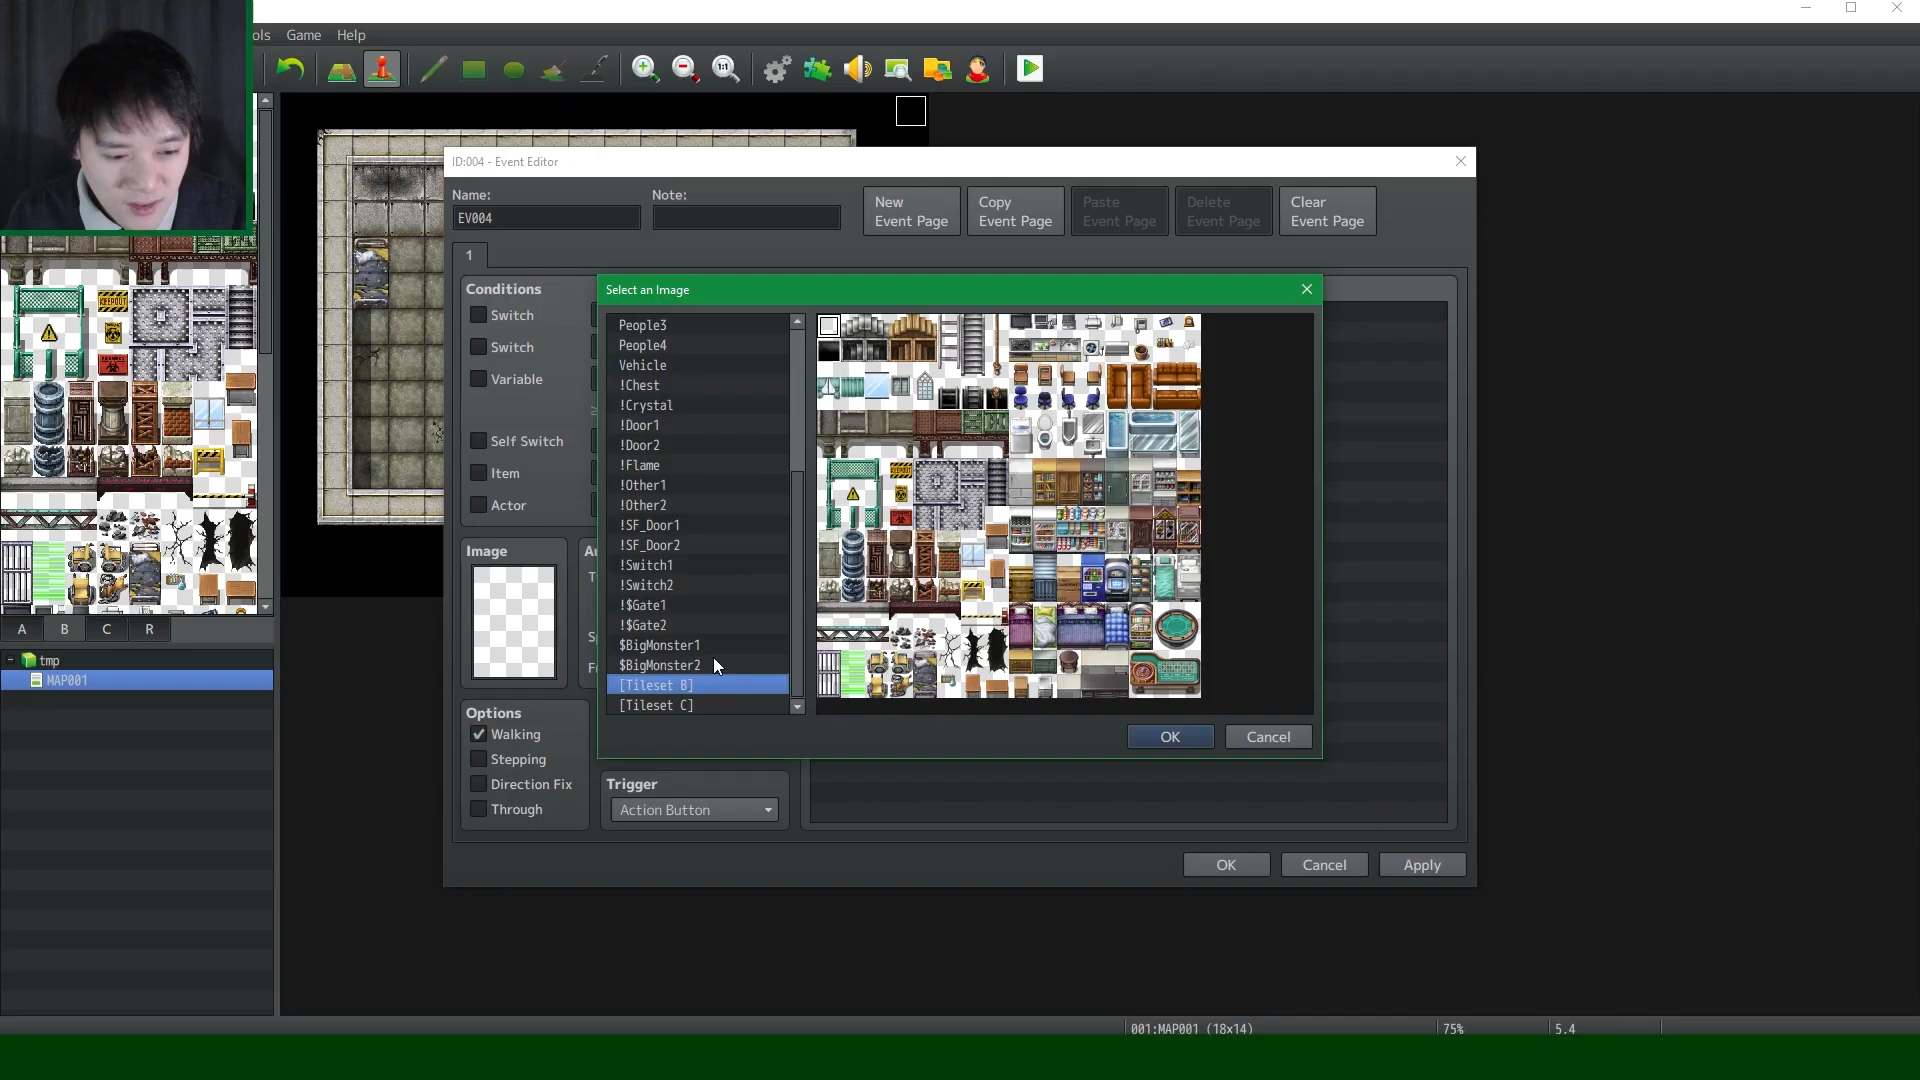 ols Game Help
ID:004 - Event Editor
Name:
Note:
EV004
New Event Page
Copy Event Page
Paste Event Page
Delete Event Page
Clear Event Page
1
Conditions
Switch
Switch
Variable
≥
Self Switch
Item
Actor
Image
Au
T
Sp
Fr
Options
Walking
Stepping
Direction Fix
Through
Trigger
Action Button
OK
Cancel
Apply
Select an Image
People3
People4
Vehicle
!Chest
!Crystal
!Door1
!Door2
!Flame
!Other1
!Other2
!SF_Door1
!SF_Door2
!Switch1
!Switch2
!$Gate1
!$Gate2
$BigMonster1
$BigMonster2
[Tileset B]
[Tileset C]
OK
Cancel
KEEPOUT
A
B
C
R
tmp
MAP001
001:MAP001 (18x14)
75%
5.4